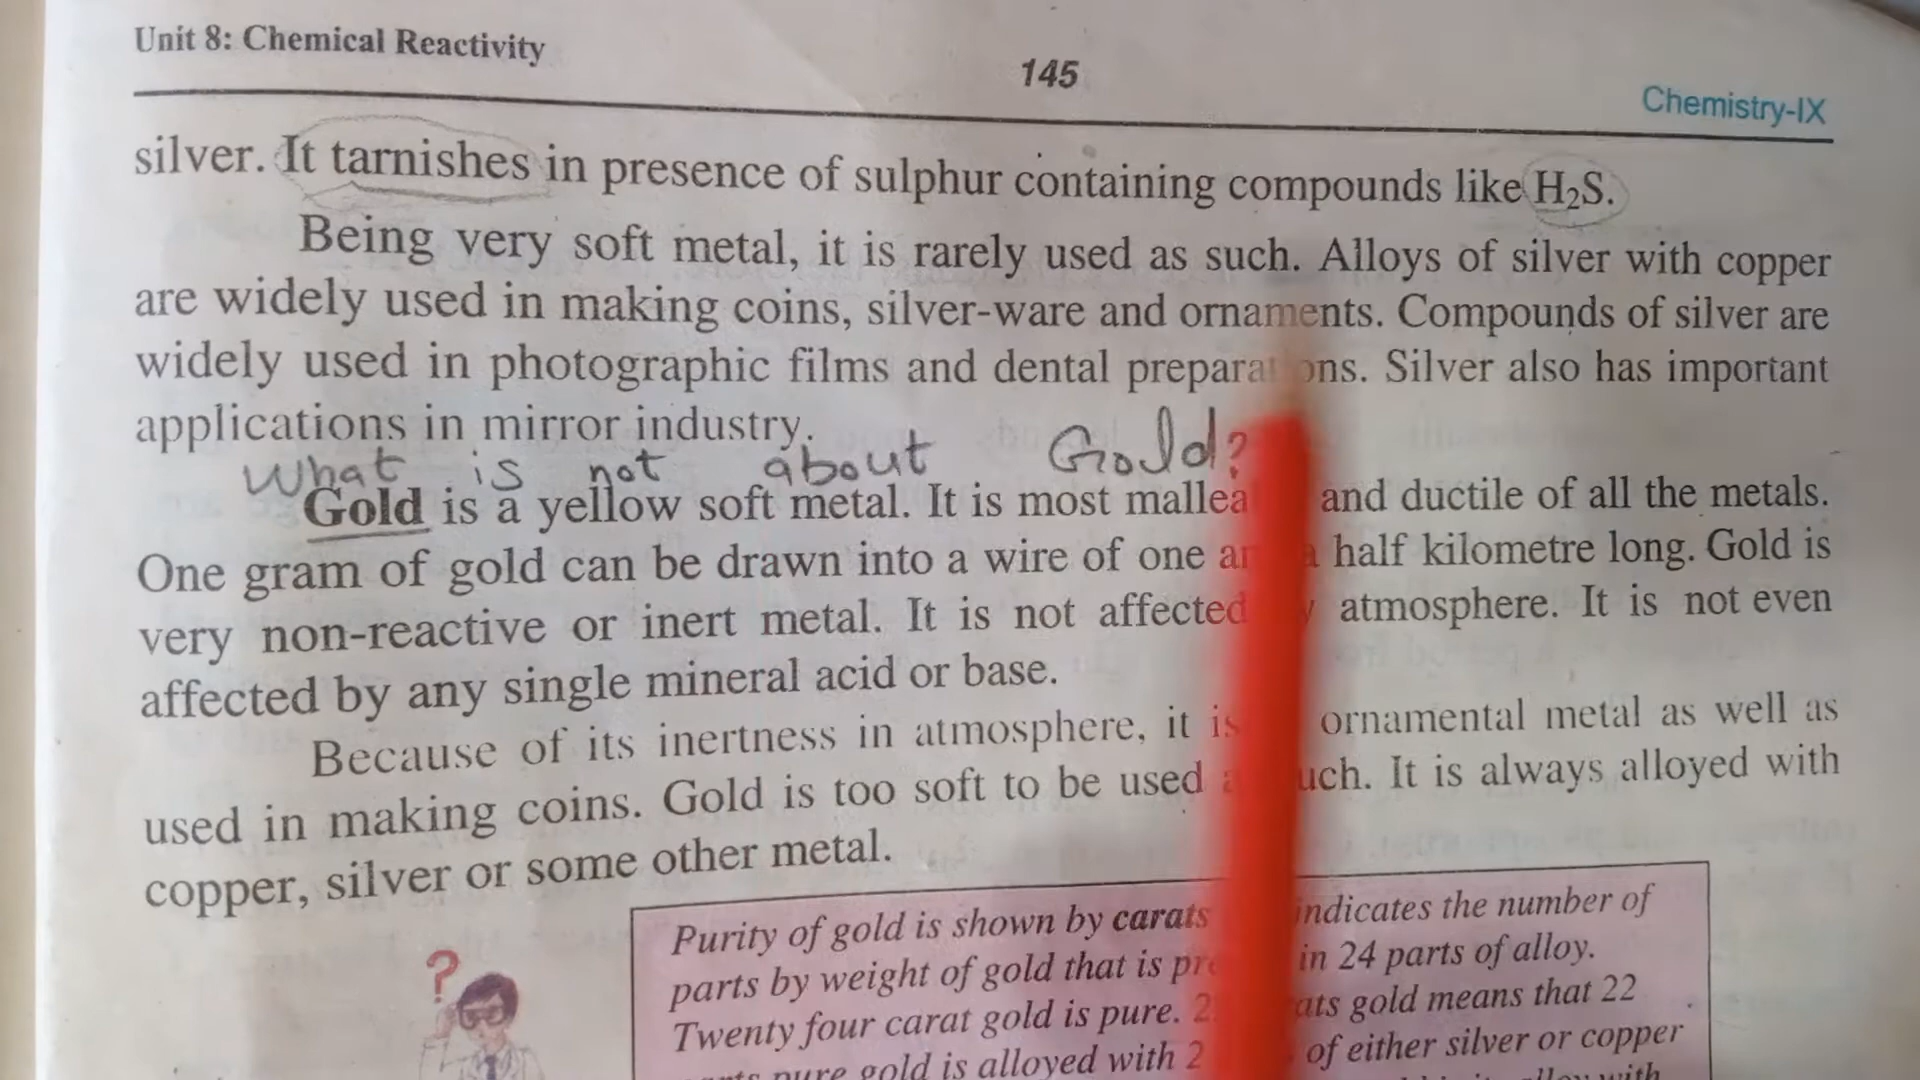 Unit 8: Chemical Reactivity
145
Chemistry-IX
silver. It tarnishes in presence of sulphur containing compounds like H₂S.
Being very soft metal, it is rarely used as such. Alloys of silver with copper
are widely used in making coins, silver-ware and ornaments. Compounds of silver are
widely used in photographic films and dental preparations. Silver also has important
applications in mirror industry.
What is not about Gold?
Gold is a yellow soft metal. It is most mallea and ductile of all the metals.
One gram of gold can be drawn into a wire of one a half kilometre long. Gold is
very non-reactive or inert metal. It is not affected atmosphere. It is not even
affected by any single mineral acid or base.
Because of its inertness in atmosphere, it is ornamental metal as well as
used in making coins. Gold is too soft to be used such. It is always alloyed with
copper, silver or some other metal.
?
Purity of gold is shown by carats indicates the number of
parts by weight of gold that is in 24 parts of alloy.
Twenty four carat gold is pure. gold means that 22
pure gold is alloyed with 2 of either silver or copper